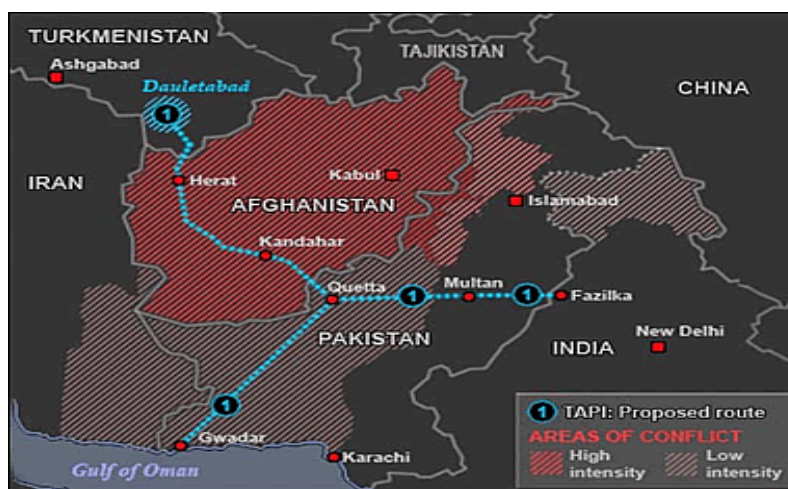 TURKMENISTAN
Ashgabad
TAJIKISTAN
Dauletabad
CHINA
1
IRAN
Herat
Kabul
Islamabad
AFGHANISTAN
Kandahar
Quetta
1
Multan
1
Fazilka
PAKISTAN
INDIA
New Delhi
1
Gwadar
Karachi
Gulf of Oman
1 TAPI: Proposed route
AREAS OF CONFLICT
High intensity
Low intensity